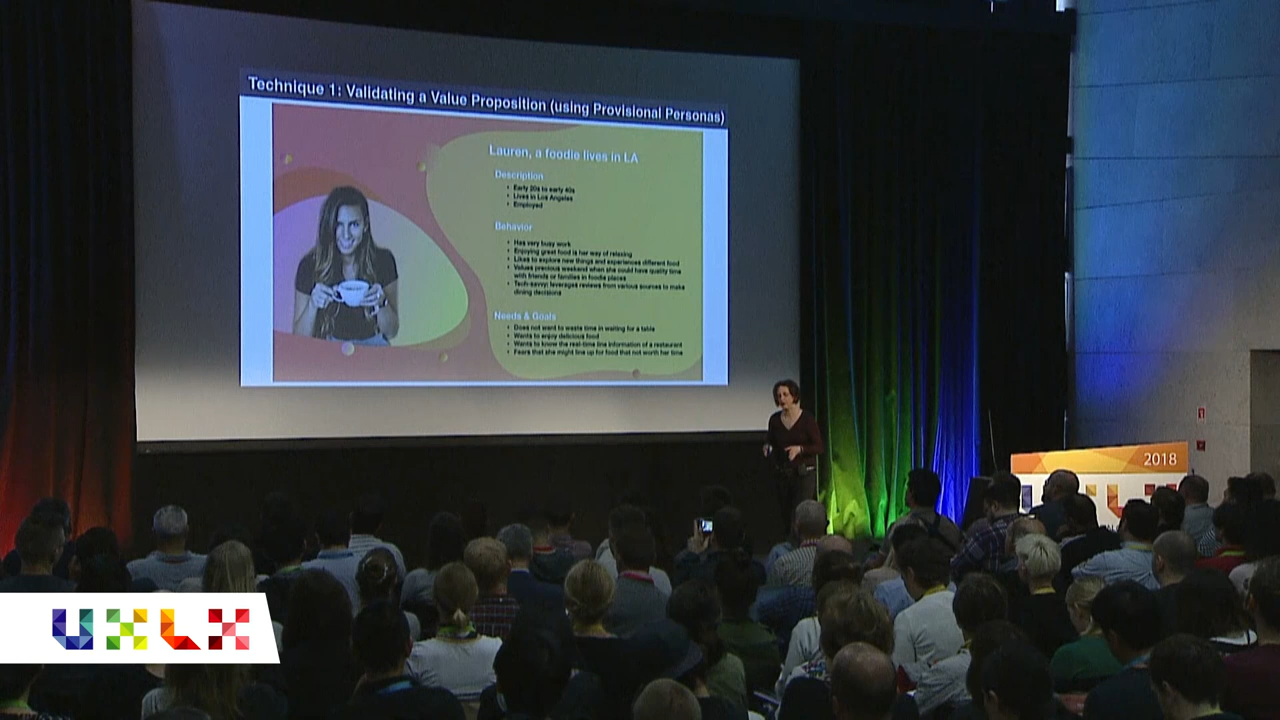 Technique 1: Validating a Value Proposition (using Provisional Personas)
Lauren, a foodie lives in LA
Description
• Early 20s to early 40s
• Lives in Los Angeles
• Employed
Behavior
• Has very busy work
• Enjoying great food is her way of relaxing
• Likes to explore new things and experiences different food
• Values precious weekend when she could have quality time
with friends or families in foodie places
• Tech-savvy; leverages reviews from various sources to make
dining decisions
Needs & Goals
• Does not want to waste time in waiting for a table
• Wants to enjoy delicious food
• Wants to know the real-time line information of a restaurant
• Fears that she might line up for food that not worth her time
2018
UXLX